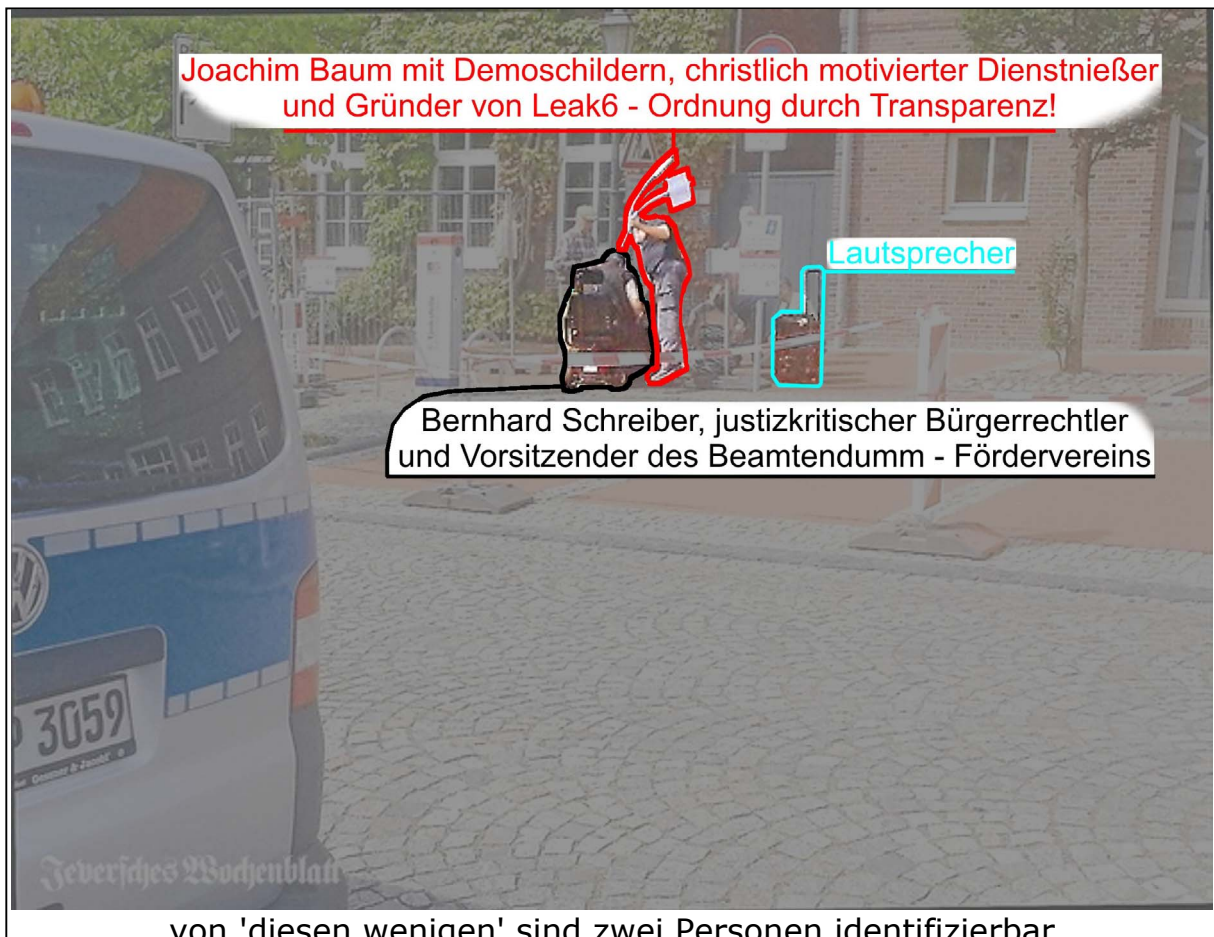 Joachim Baum mit Demoschildern, christlich motivierter Dienstnießer
und Gründer von Leak6 - Ordnung durch Transparenz!
Lautsprecher
Bernhard Schreiber, justizkritischer Bürgerrechtler
und Vorsitzender des Beamtendumm - Fördervereins
3059
Jeversches Wochenblatt
von 'diesen wenigen' sind zwei Personen identifizierbar